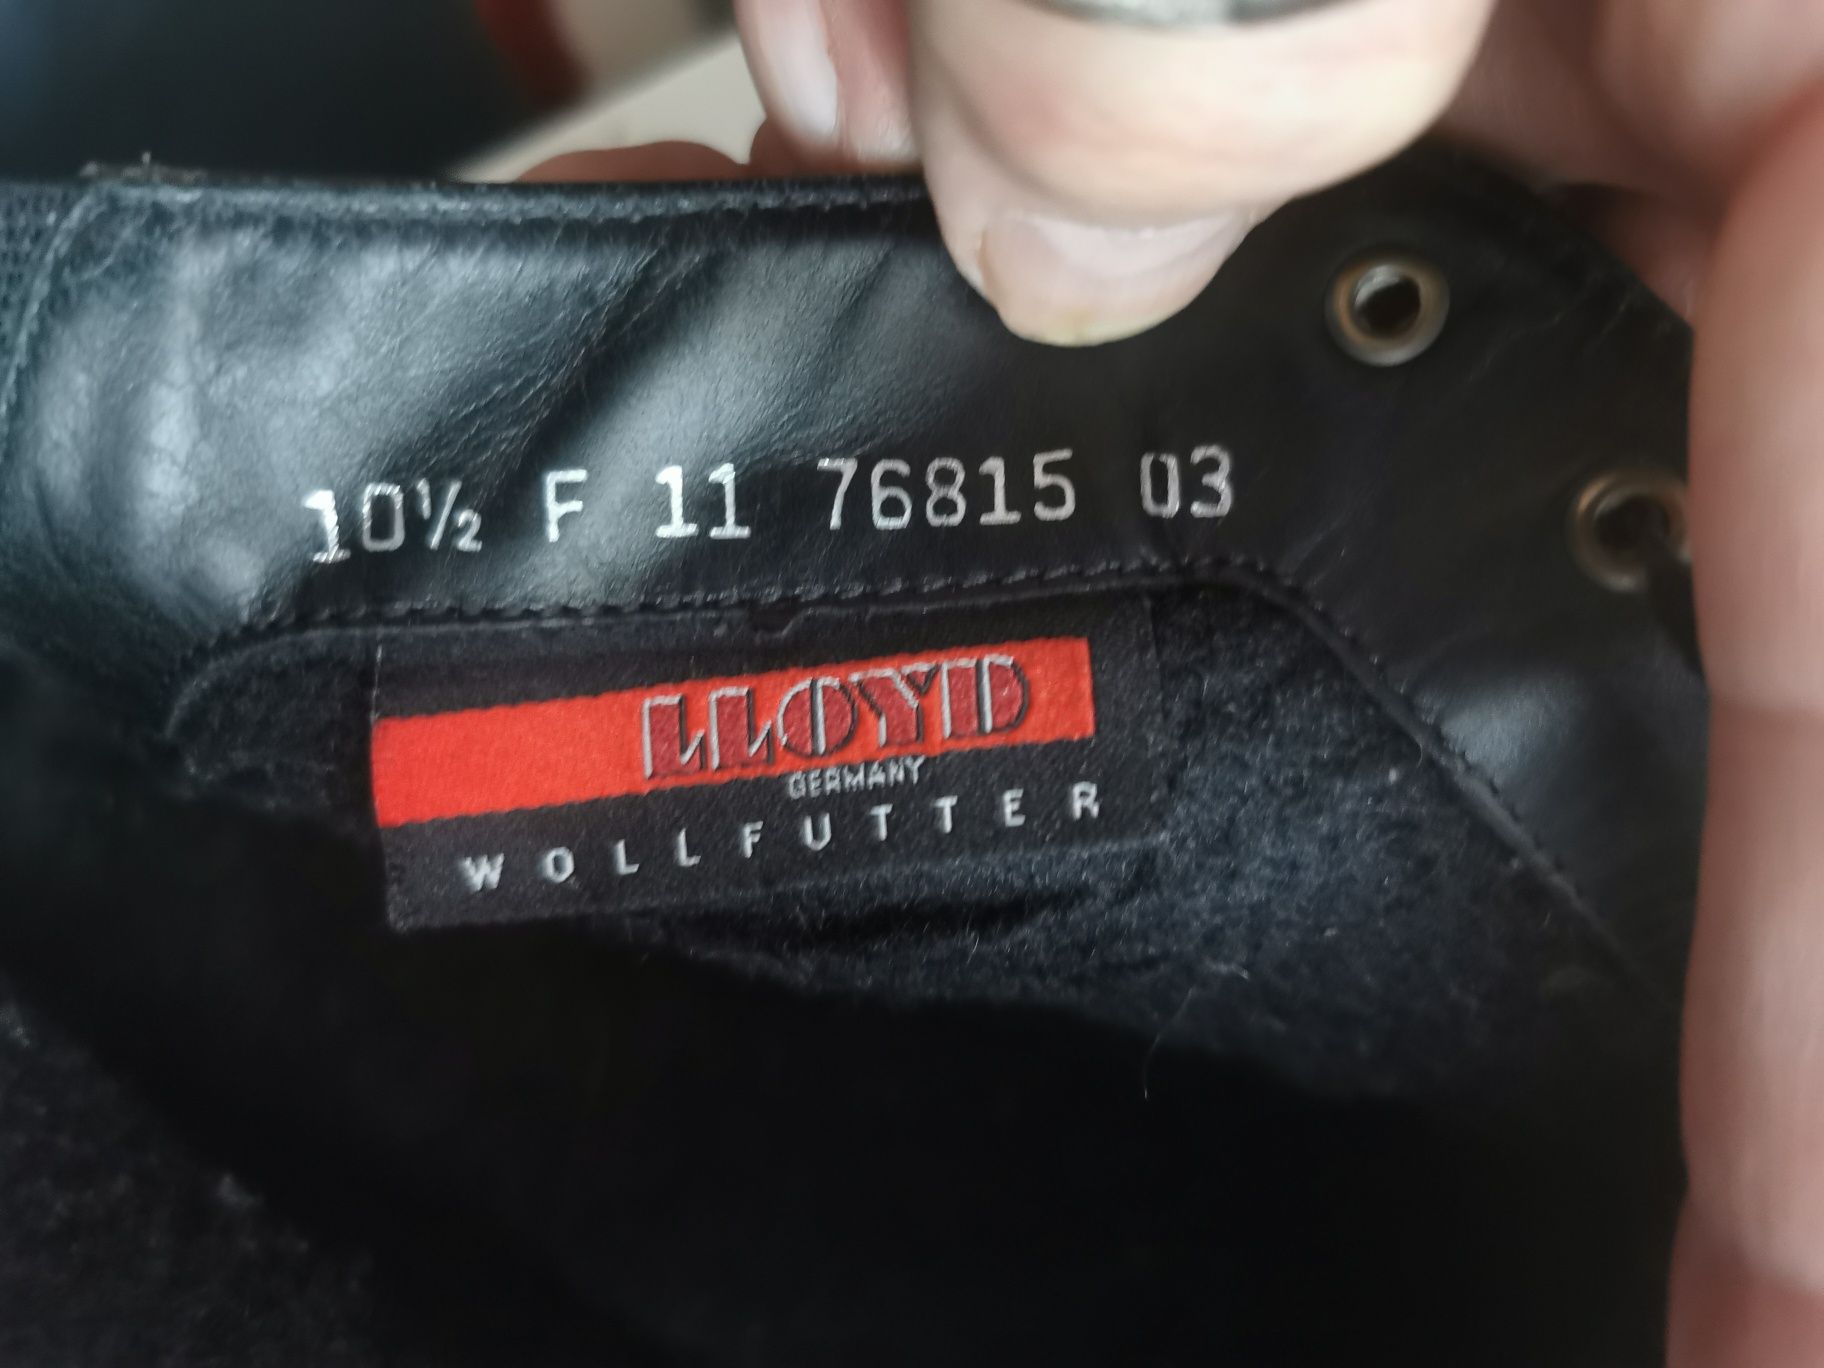 10½ F 11 76815 03
LLOYD
GERMANY
WOLLFUTTER